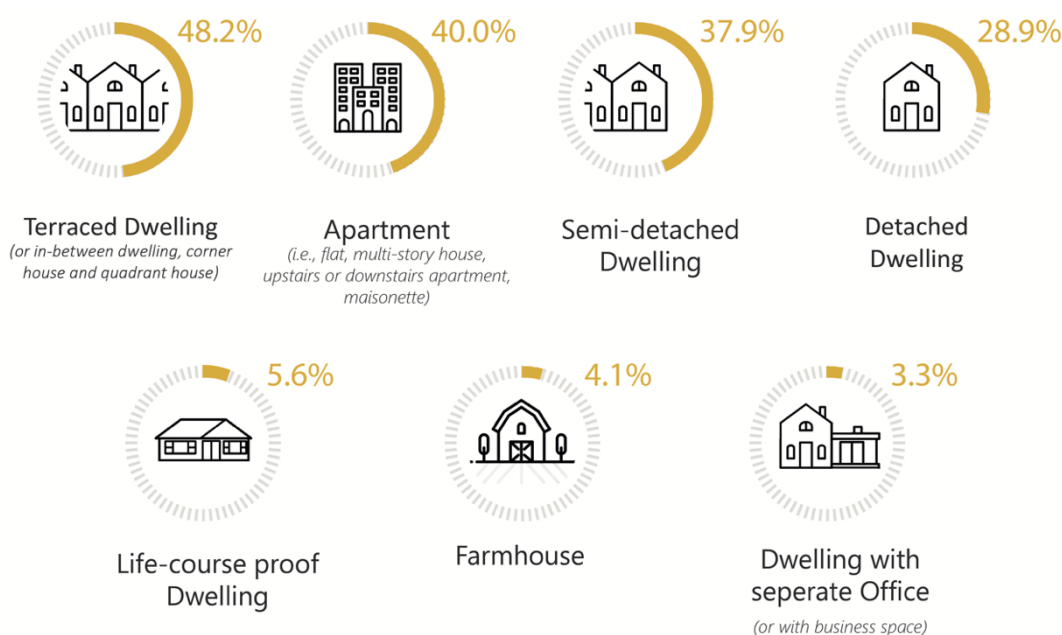 48.2%
40.0%
37.9%
28.9%
Terraced Dwelling
(or in-between dwelling, corner
house and quadrant house)
Apartment
(i.e., flat, multi-story house,
upstairs or downstairs apartment,
maisonette)
Semi-detached
Dwelling
Detached
Dwelling
5.6%
4.1%
3.3%
Life-course proof
Dwelling
Farmhouse
Dwelling with
seperate Office
(or with business space)